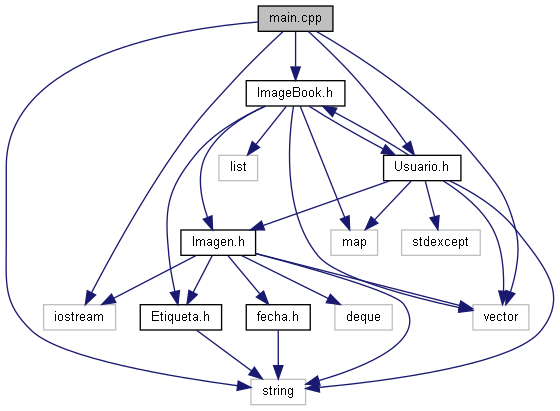 main.cpp
ImageBook.h
list
Usuario.h
Imagen.h
map
stdexcept
iostream
Etiqueta.h
fecha.h
deque
vector
string